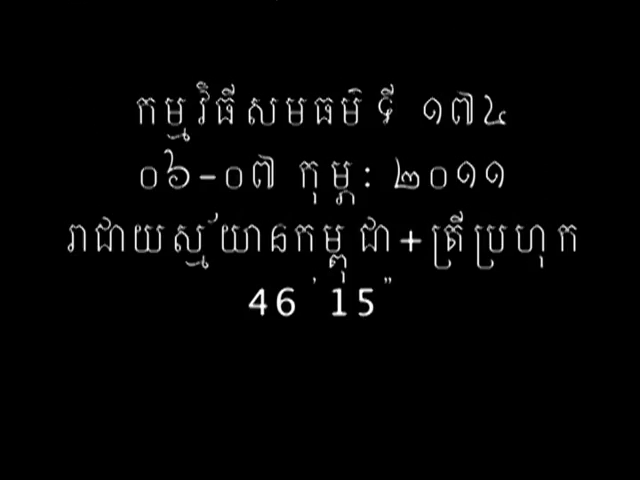 កម្មវិធីសមធម៌ ទី ១៧៤
០៦-០៧ កុម្ភៈ ២០១១
រាជាយស្ម័យានកម្ពុជា+ត្រីប្រហុក
46 ' 15 "